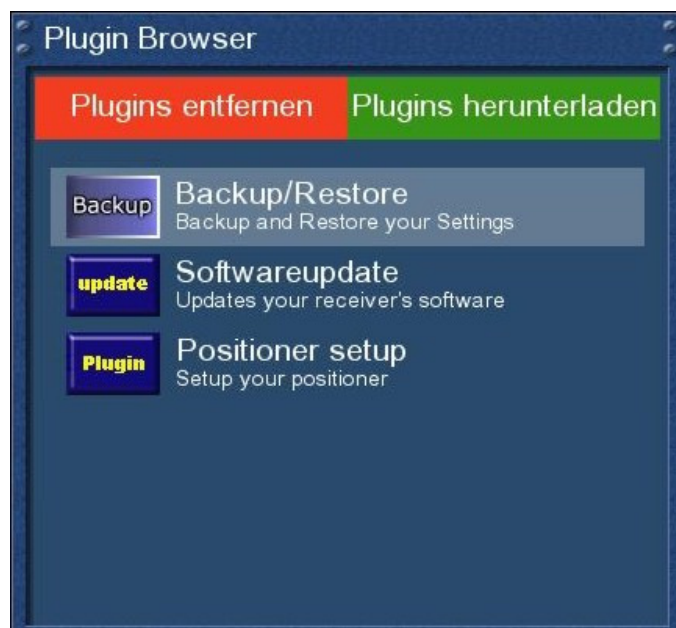 Plugin Browser
Plugins entfernen Plugins herunterladen
Backup Backup/Restore
Backup and Restore your Settings
update Softwareupdate
Updates your receiver's software
Plugin Positioner setup
Setup your positioner